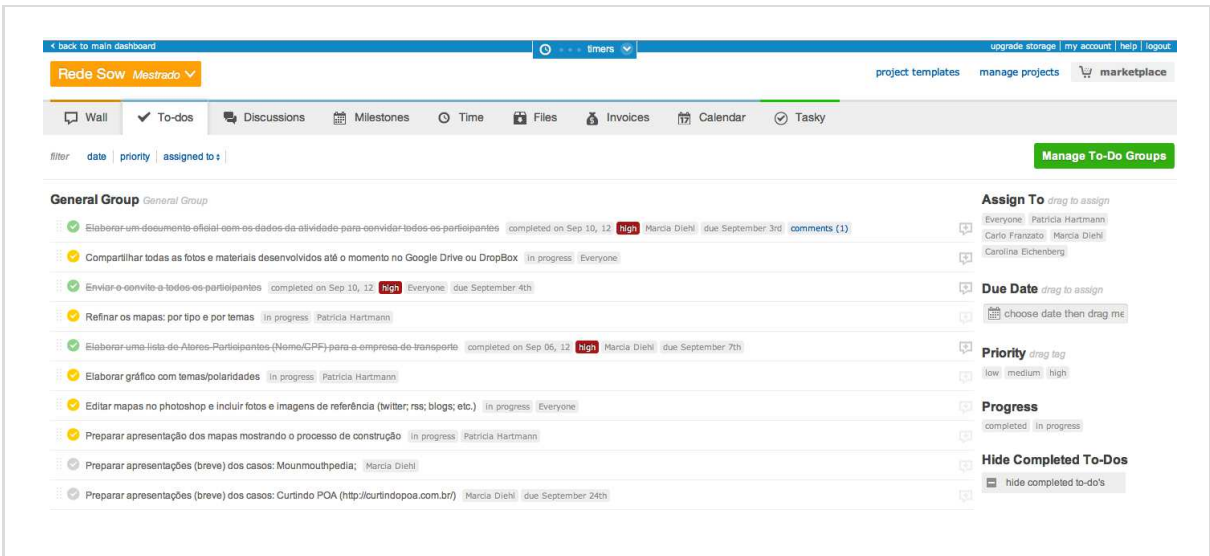 back to main dashboard timers upgrade storage my account help logout
Rede Sow Mestrado project templates manage projects marketplace
Wall To-dos Discussions Milestones Time Files Invoices 17 Calendar Tasky
filter date priority assigned to Manage To-Do Groups
General Group General Group
Elaborar um documento oficial com os dados da atividade para convidar todos os participantes completed on Sep 10, 12 high Marcia Diehl due September 3rd comments (1)
Compartilhar todas as fotos e materiais desenvolvidos até o momento no Google Drive ou DropBox in progress Everyone
Enviar o convite a todos os participantes completed on Sep 10, 12 high Everyone due September 4th
Refinar os mapas: por tipo e por temas in progress Patricia Hartmann
Elaborar uma lista de Atores Participantes (Nome/CPF) para a empresa de transporte completed on Sep 06, 12 high Marcia Diehl due September 7th
Elaborar gráfico com temas/polaridades in progress Patricia Hartmann
Editar mapas no photoshop e incluir fotos e imagens de referência (twitter; rss; blogs; etc.) in progress Everyone
Preparar apresentação dos mapas mostrando o processo de construção in progress Patricia Hartmann
Preparar apresentações (breve) dos casos: Mounmouthpedia; Marcia Diehl
Preparar apresentações (breve) dos casos: Curtindo POA (http://curtindopoa.com.br/) Marcia Diehl due September 24th
Assign To drag to assign
Everyone Patricia Hartmann
Carlo Franzato Marcia Diehl
Carolina Eichenberg
Due Date drag to assign
choose date then drag me
Priority drag tag
low medium high
Progress
completed in progress
Hide Completed To-Dos
hide completed to-do's